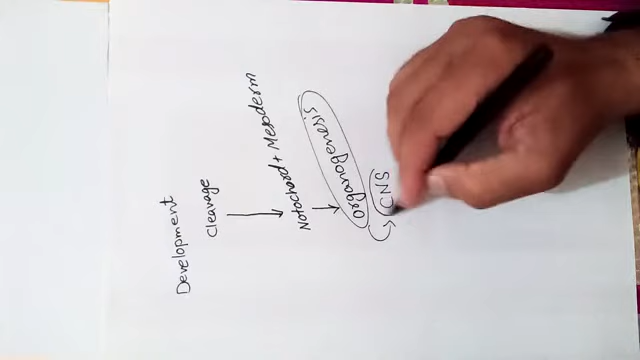 Development
Cleavage
Notochord + Mesoderm
Organogenesis
CNS